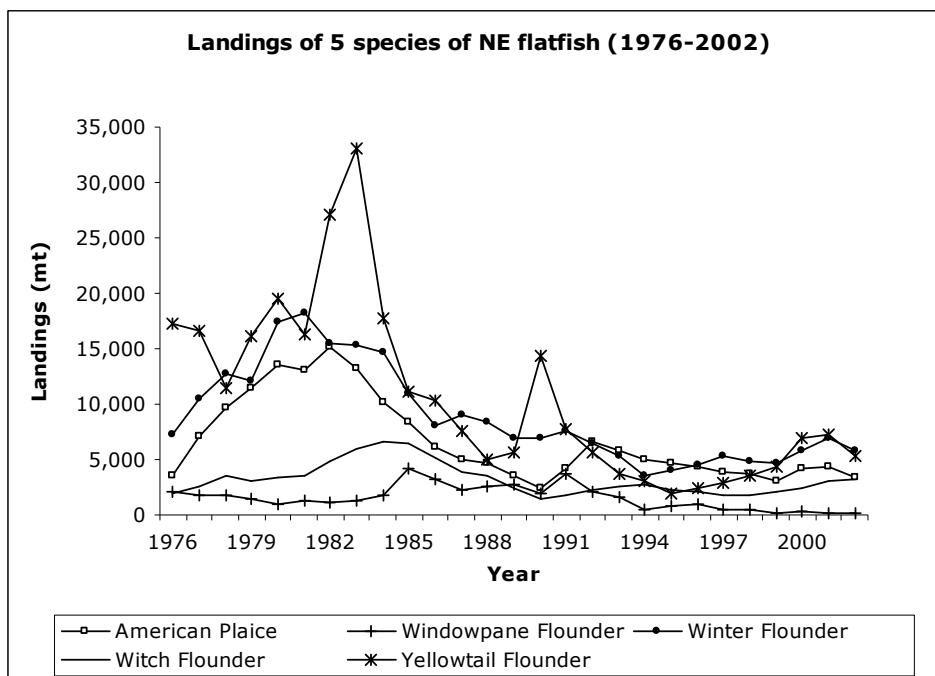 Landings of 5 species of NE flatfish (1976-2002)
35,000
30,000
25,000
20,000
15,000
10,000
5,000
0
Landings (mt)
1976 1979 1982 1985 1988 1991 1994 1997 2000
Year
American Plaice Windowpane Flounder Winter Flounder
Witch Flounder Yellowtail Flounder